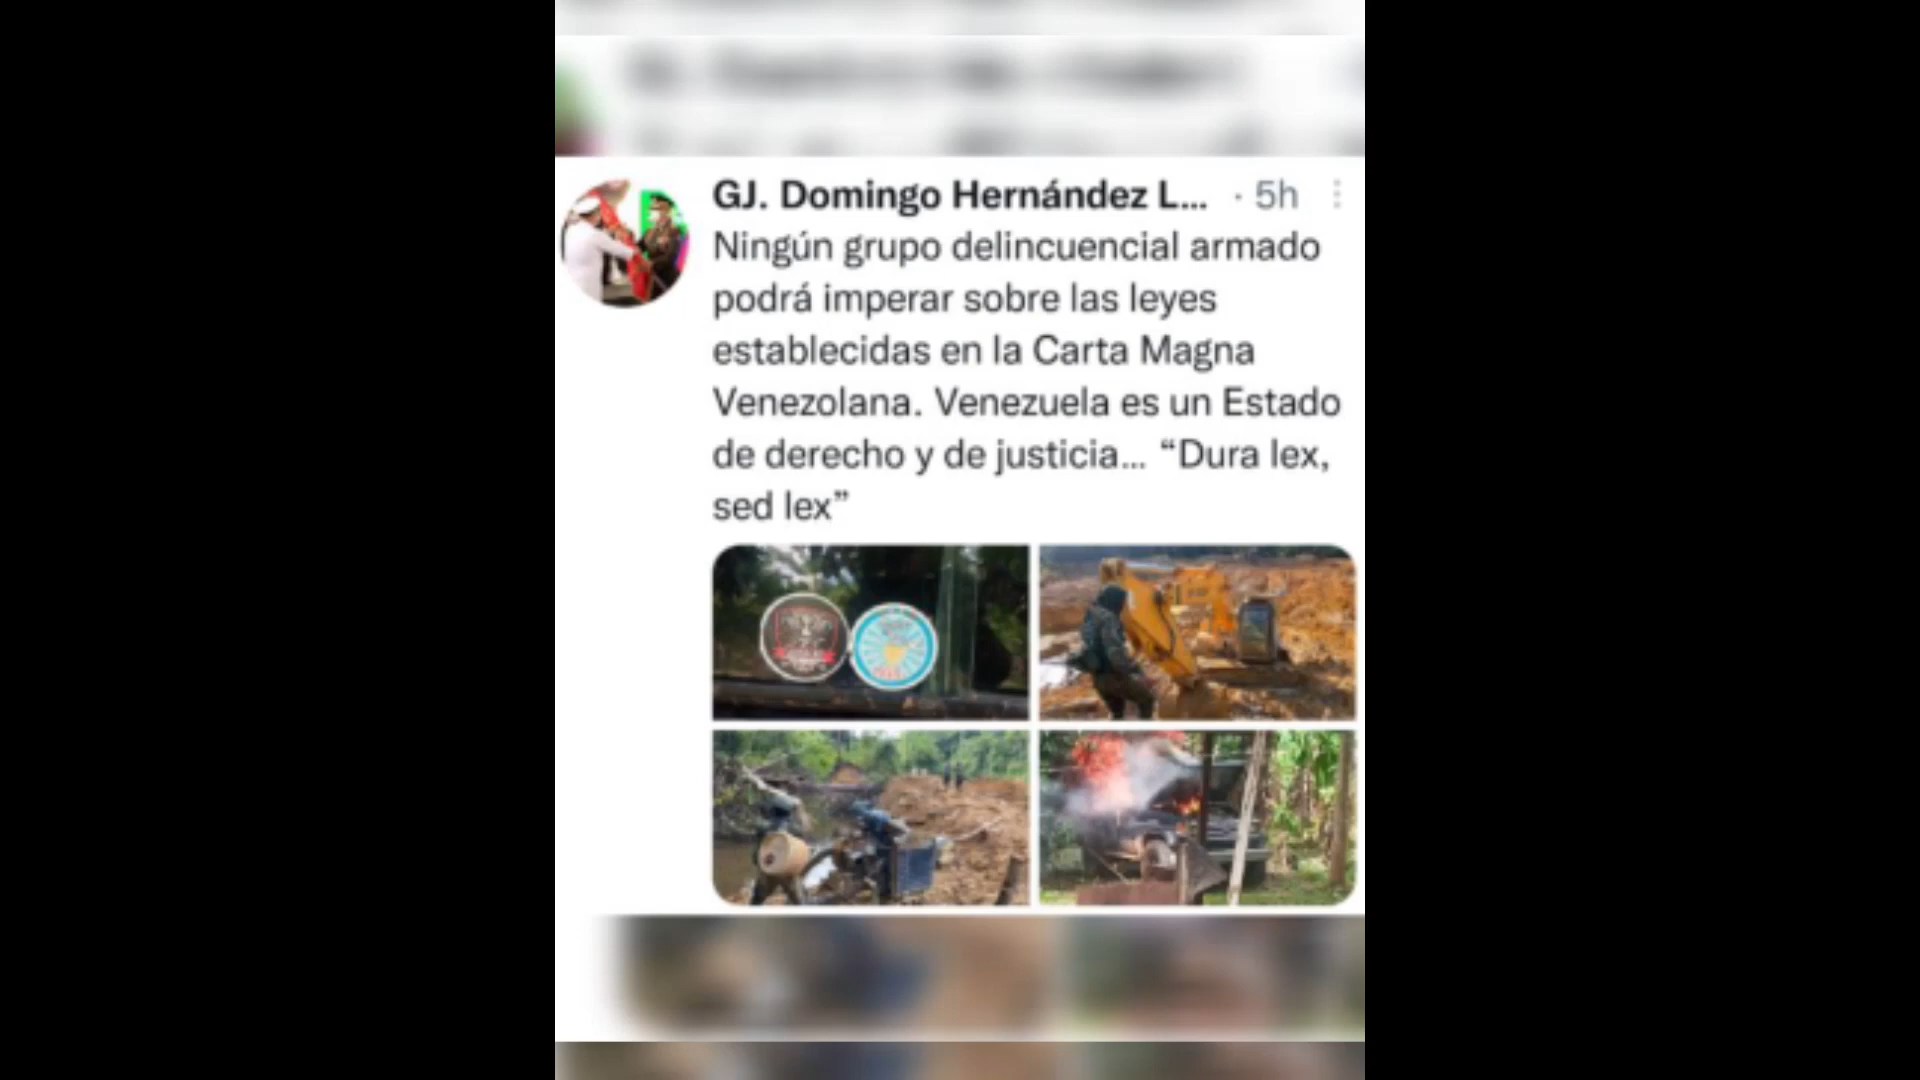 GJ. Domingo Hernández L... · 5h
Ningún grupo delincuencial armado
podrá imperar sobre las leyes
establecidas en la Carta Magna
Venezolana. Venezuela es un Estado
de derecho y de justicia... “Dura lex,
sed lex”